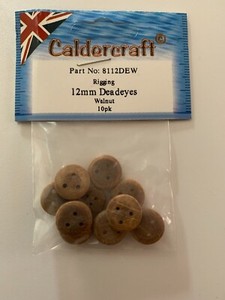 Caldercraft®
Part No: 8112DEW
Rigging
12mm Deadeyes
Walnut
10pk